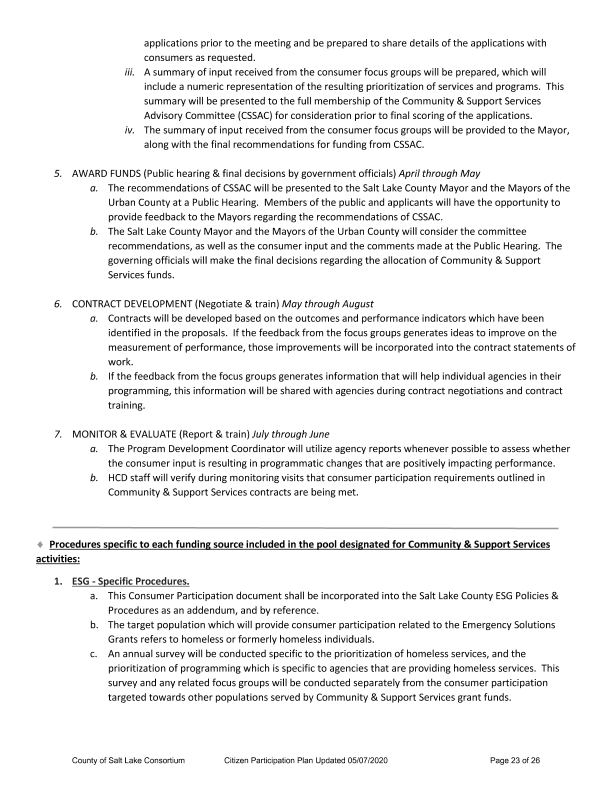 applications prior to the meeting and be prepared to share details of the applications with
consumers as requested.
iii. A summary of input received from the consumer focus groups will be prepared, which will
include a numeric representation of the resulting prioritization of services and programs.  This
summary will be presented to the full membership of the Community & Support Services
Advisory Committee (CSSAC) for consideration prior to final scoring of the applications.
iv. The summary of input received from the consumer focus groups will be provided to the Mayor,
along with the final recommendations for funding from CSSAC.
5. AWARD FUNDS (Public hearing & final decisions by government officials) April through May
a. The recommendations of CSSAC will be presented to the Salt Lake County Mayor and the Mayors of the
Urban County at a Public Hearing.  Members of the public and applicants will have the opportunity to
provide feedback to the Mayors regarding the recommendations of CSSAC.
b. The Salt Lake County Mayor and the Mayors of the Urban County will consider the committee
recommendations, as well as the consumer input and the comments made at the Public Hearing.  The
governing officials will make the final decisions regarding the allocation of Community & Support
Services funds.
6. CONTRACT DEVELOPMENT (Negotiate & train) May through August
a. Contracts will be developed based on the outcomes and performance indicators which have been
identified in the proposals.  If the feedback from the focus groups generates ideas to improve on the
measurement of performance, those improvements will be incorporated into the contract statements of
work.
b. If the feedback from the focus groups generates information that will help individual agencies in their
programming, this information will be shared with agencies during contract negotiations and contract
training.
7. MONITOR & EVALUATE (Report & train) July through June
a. The Program Development Coordinator will utilize agency reports whenever possible to assess whether
the consumer input is resulting in programmatic changes that are positively impacting performance.
b. HCD staff will verify during monitoring visits that consumer participation requirements outlined in
Community & Support Services contracts are being met.
Procedures specific to each funding source included in the pool designated for Community & Support Services
activities:
1. ESG - Specific Procedures.
a. This Consumer Participation document shall be incorporated into the Salt Lake County ESG Policies &
Procedures as an addendum, and by reference.
b. The target population which will provide consumer participation related to the Emergency Solutions
Grants refers to homeless or formerly homeless individuals.
c. An annual survey will be conducted specific to the prioritization of homeless services, and the
prioritization of programming which is specific to agencies that are providing homeless services.  This
survey and any related focus groups will be conducted separately from the consumer participation
targeted towards other populations served by Community & Support Services grant funds.
County of Salt Lake Consortium Citizen Participation Plan Updated 05/07/2020 Page 23 of 26